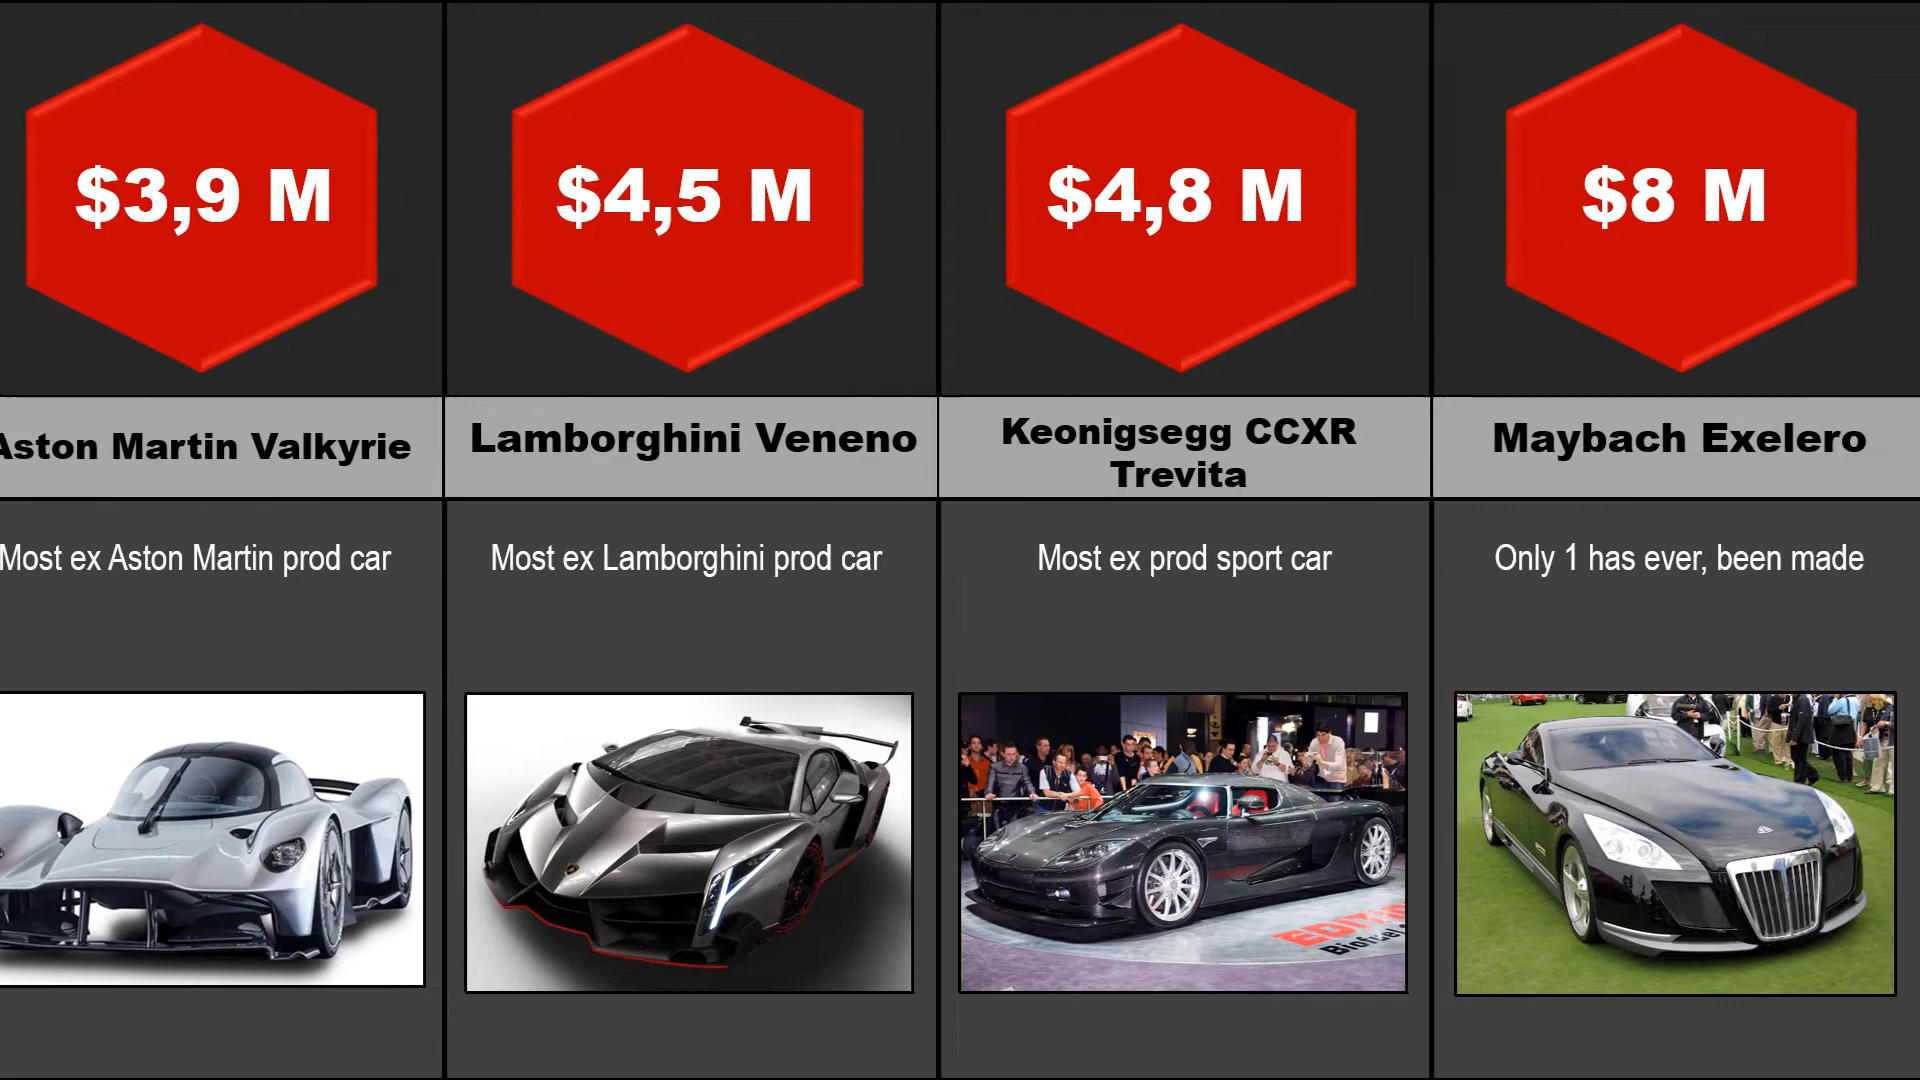 $3,9 M
$4,5 M
$4,8 M
$8 M
Aston Martin Valkyrie
Lamborghini Veneno
Keonigsegg CCXR
Trevita
Maybach Exelero
Most ex Aston Martin prod car
Most ex Lamborghini prod car
Most ex prod sport car
Only 1 has ever, been made